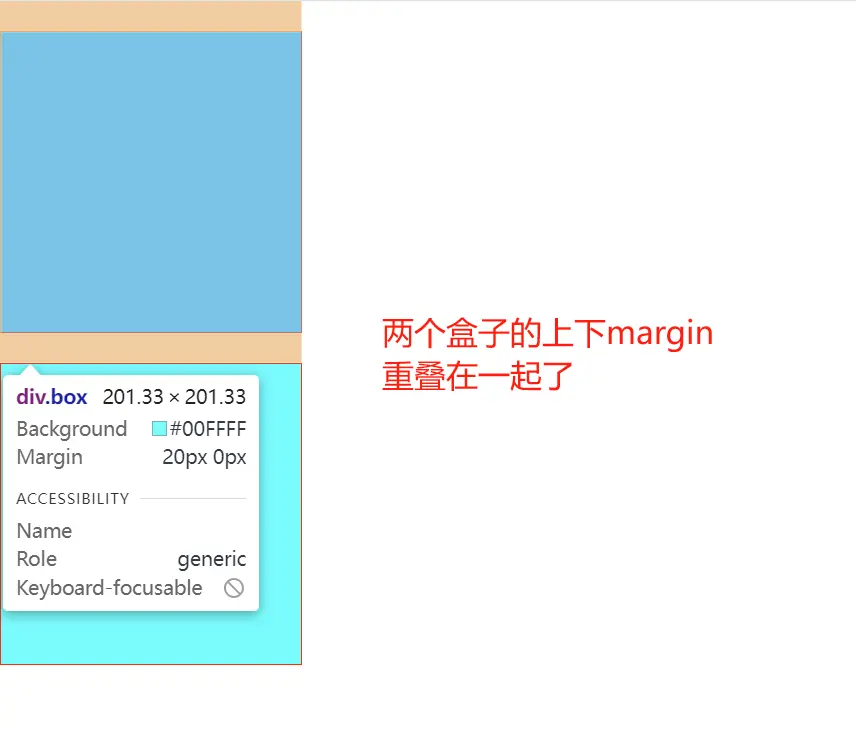 两个盒子的上下margin
重叠在一起了
div.box 201.33 × 201.33
Background #00FFFF
Margin 20px 0px
ACCESSIBILITY
Name
Role generic
Keyboard-focusable